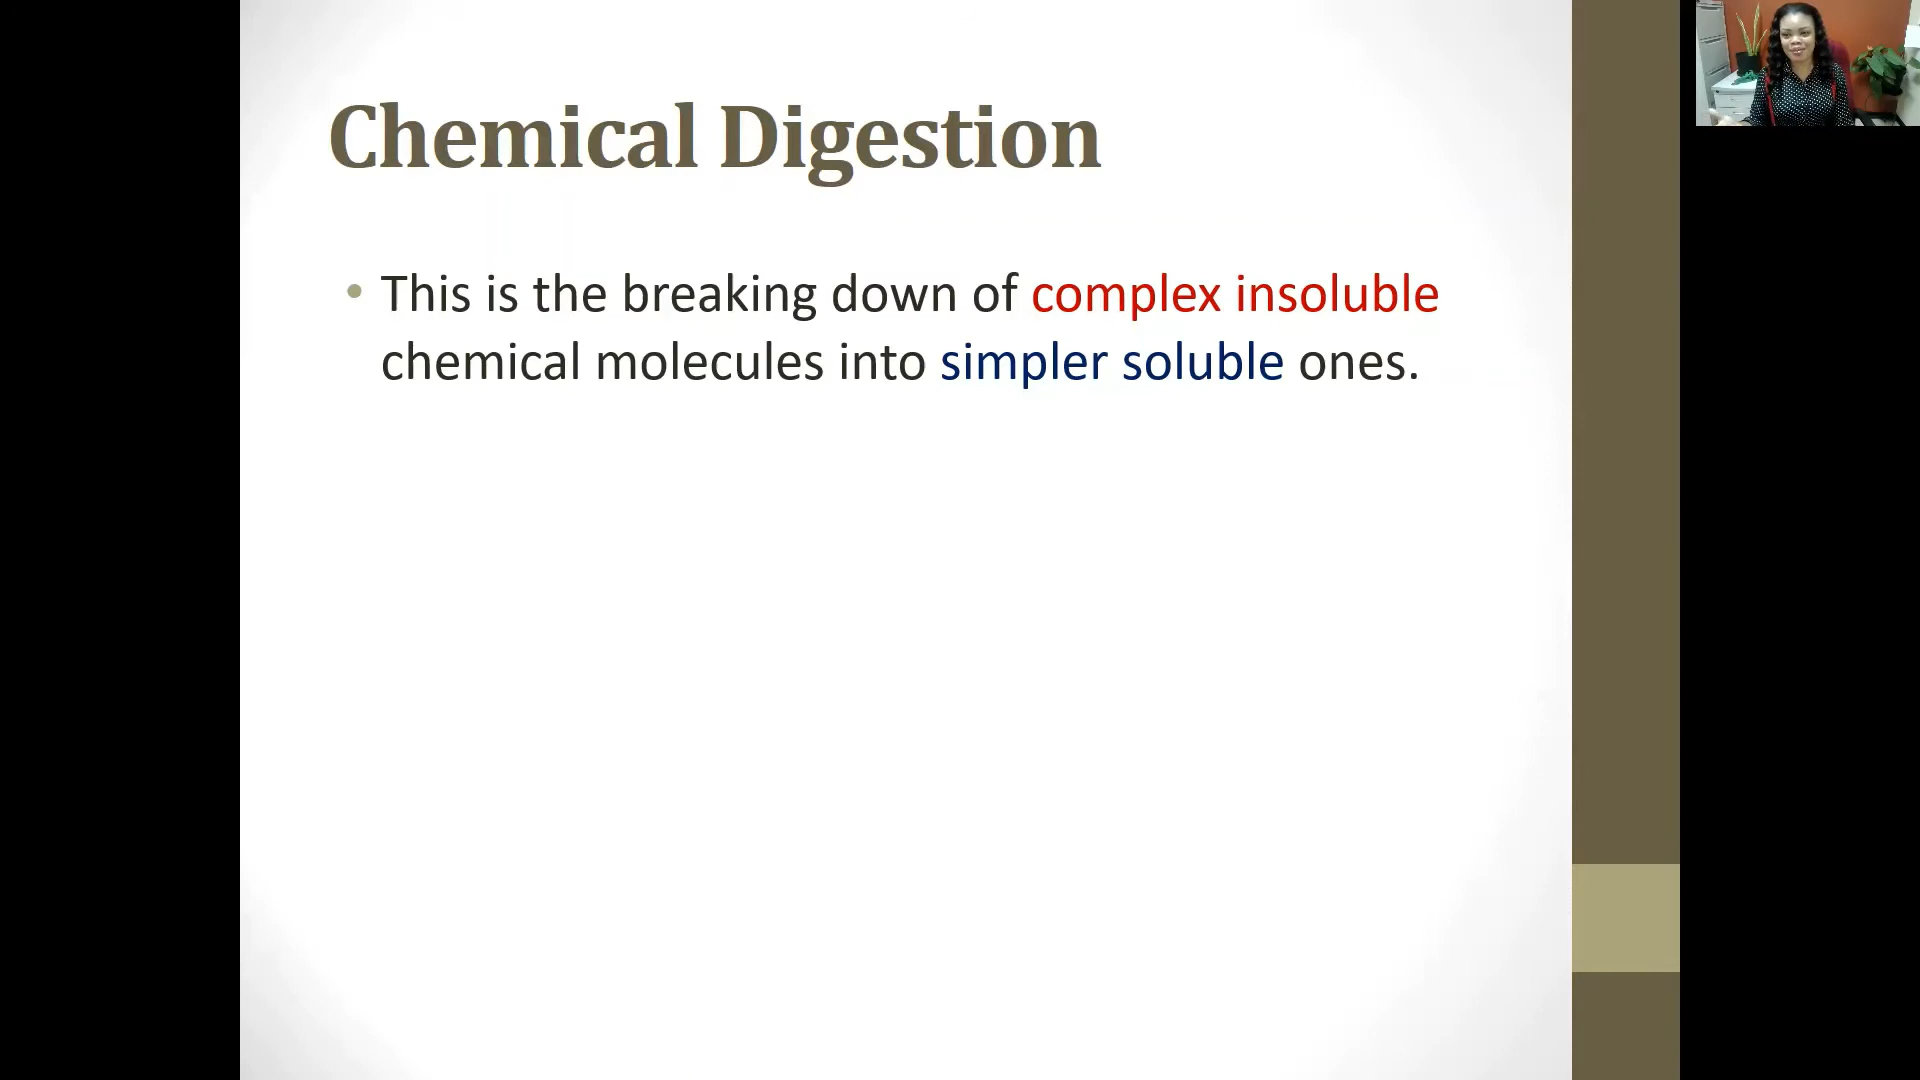 Chemical Digestion
• This is the breaking down of complex insoluble
chemical molecules into simpler soluble ones.